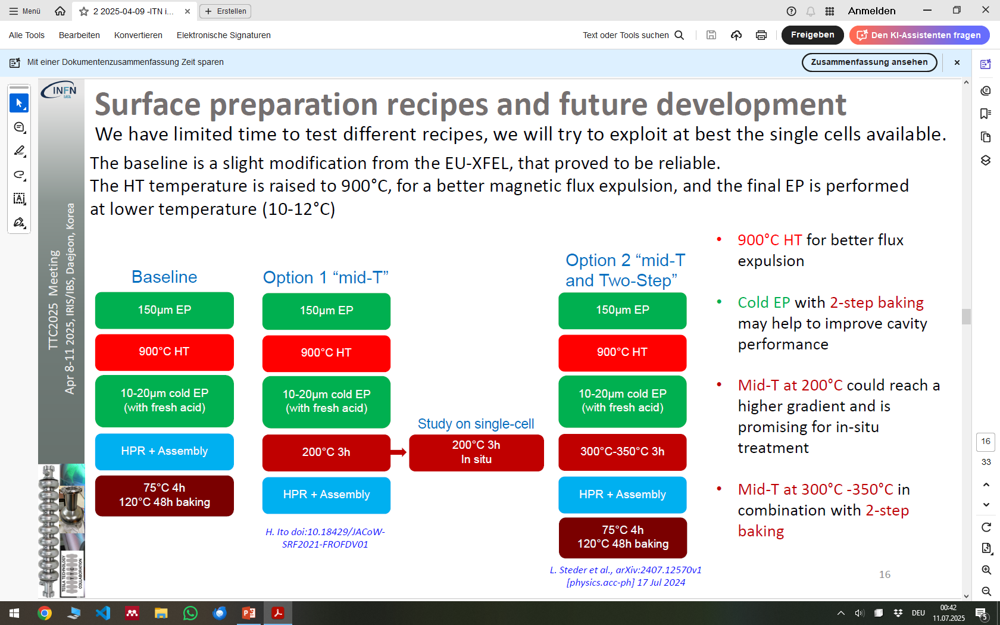 Menü
2 2025-04-09 -ITN i...
Erstellen
Anmelden
Alle Tools
Bearbeiten
Konvertieren
Elektronische Signaturen
Text oder Tools suchen
Freigeben
Den KI-Assistenten fragen
Mit einer Dokumentenzusammenfassung Zeit sparen
Zusammenfassung ansehen
INFN
LASA
TTC2025 Meeting
Apr 8-11 2025, IRIS/IBS, Daejeon, Korea
TESLA TECHNOLOGY
COLLABORATION
Surface preparation recipes and future development
We have limited time to test different recipes, we will try to exploit at best the single cells available.
The baseline is a slight modification from the EU-XFEL, that proved to be reliable.
The HT temperature is raised to 900°C, for a better magnetic flux expulsion, and the final EP is performed
at lower temperature (10-12°C)
Baseline
150µm EP
900°C HT
10-20µm cold EP
(with fresh acid)
HPR + Assembly
75°C 4h
120°C 48h baking
Option 1 “mid-T”
150µm EP
900°C HT
10-20µm cold EP
(with fresh acid)
200°C 3h
HPR + Assembly
H. Ito doi:10.18429/JACoW-
SRF2021-FROFDV01
Study on single-cell
200°C 3h
In situ
Option 2 “mid-T
and Two-Step”
150µm EP
900°C HT
10-20µm cold EP
(with fresh acid)
300°C-350°C 3h
HPR + Assembly
75°C 4h
120°C 48h baking
L. Steder et al., arXiv:2407.12570v1
[physics.acc-ph] 17 Jul 2024
• 900°C HT for better flux
expulsion
• Cold EP with 2-step baking
may help to improve cavity
performance
• Mid-T at 200°C could reach a
higher gradient and is
promising for in-situ
treatment
• Mid-T at 300°C -350°C in
combination with 2-step
baking
16
16
33
DEU
00:42
11.07.2025
5